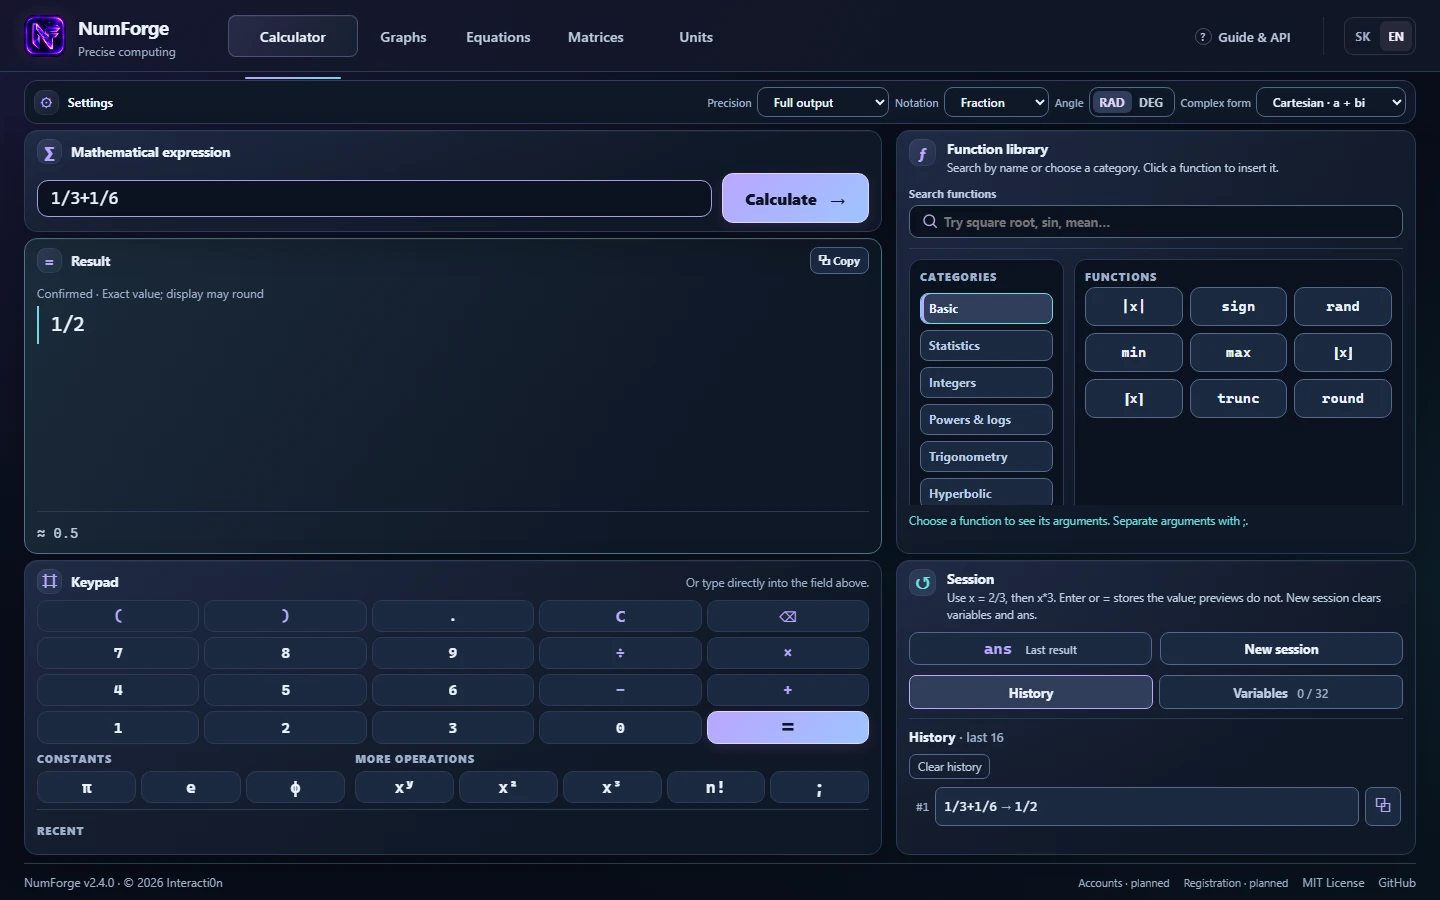 NumForge
Precise computing
Calculator
Graphs
Equations
Matrices
Units
? Guide & API
SK
EN
Settings
Precision
Full output
Notation
Fraction
Angle
RAD
DEG
Complex form
Cartesian · a + bi
Σ Mathematical expression
1/3+1/6
Calculate →
= Result
Copy
Confirmed · Exact value; display may round
1/2
≈ 0.5
Keypad
Or type directly into the field above.
( ) . C ⌫
7 8 9 ÷ ×
4 5 6 − +
1 2 3 0 =
CONSTANTS
π e ϕ
MORE OPERATIONS
xʸ x² x³ n! ;
RECENT
ƒ Function library
Search by name or choose a category. Click a function to insert it.
Search functions
Try square root, sin, mean...
CATEGORIES
Basic
Statistics
Integers
Powers & logs
Trigonometry
Hyperbolic
FUNCTIONS
|x| sign rand
min max ⌊x⌋
⌈x⌉ trunc round
Choose a function to see its arguments. Separate arguments with ;.
↺ Session
Use x = 2/3, then x*3. Enter or = stores the value; previews do not. New session clears
variables and ans.
ans Last result
New session
History
Variables 0 / 32
History · last 16
Clear history
#1 1/3+1/6 → 1/2
NumForge v2.4.0 · © 2026 Interacti0n
Accounts · planned
Registration · planned
MIT License
GitHub